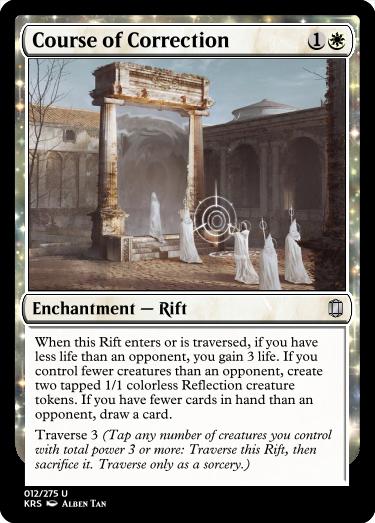 Course of Correction 1
Enchantment — Rift
When this Rift enters or is traversed, if you have
less life than an opponent, you gain 3 life. If you
control fewer creatures than an opponent, create
two tapped 1/1 colorless Reflection creature
tokens. If you have fewer cards in hand than an
opponent, draw a card.
Traverse 3 (Tap any number of creatures you control
with total power 3 or more: Traverse this Rift, then
sacrifice it. Traverse only as a sorcery.)
012/275 U
KRS Alben Tan